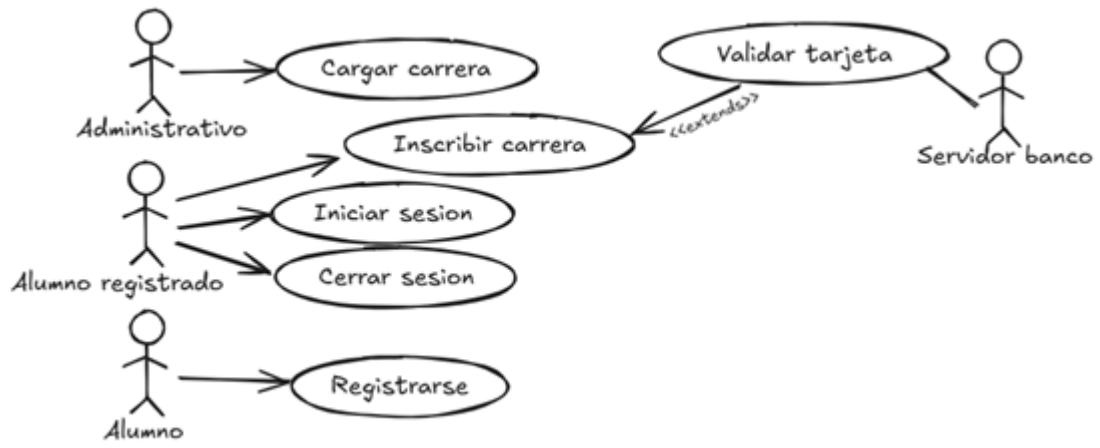 Cargar carrera
Validar tarjeta
<<extends>>
Administrativo
Inscribir carrera
Servidor banco
Iniciar sesion
Cerrar sesion
Alumno registrado
Registrarse
Alumno